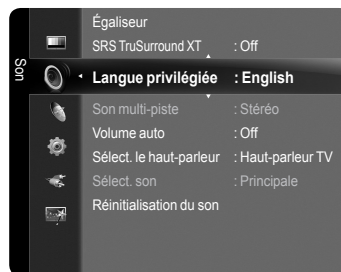 Son
Égaliseur
SRS TruSurround XT : Off
Langue privilégiée : English
Son multi-piste : Stéréo
Volume auto : Off
Sélect. le haut-parleur : Haut-parleur TV
Sélect. son : Principale
Réinitialisation du son